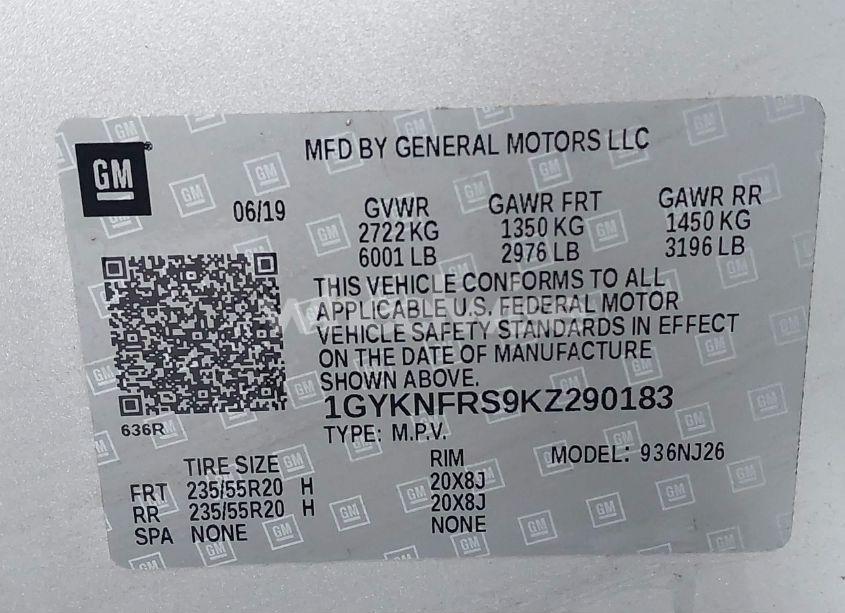 GM
MFD BY GENERAL MOTORS LLC
06/19
GVWR
2722 KG
6001 LB
GAWR FRT
1350 KG
2976 LB
GAWR RR
1450 KG
3196 LB
THIS VEHICLE CONFORMS TO ALL
APPLICABLE U.S. FEDERAL MOTOR
VEHICLE SAFETY STANDARDS IN EFFECT
ON THE DATE OF MANUFACTURE
SHOWN ABOVE.
636R
1GYKNFRS9KZ290183
TYPE: M.P.V.
MODEL: 936NJ26
TIRE SIZE RIM
FRT 235/55R20 H 20X8J
RR 235/55R20 H 20X8J
SPA NONE NONE